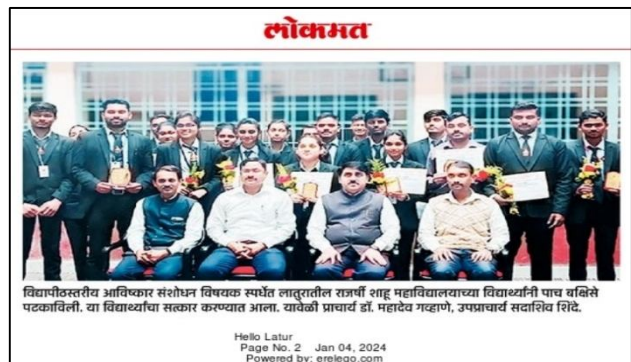 लोकमत
विद्यापीठस्तरीय आविष्कार संशोधन विषयक स्पर्धेत लातुरातील राजर्षी शाहू महाविद्यालयाच्या विद्यार्थ्यांनी पाच बक्षिसे
पटकाविली. या विद्यार्थ्यांचा सत्कार करण्यात आला. यावेळी प्राचार्य डॉ. महादेव गव्हाणे, उपप्राचार्य सदाशिव शिंदे.
Hello Latur
Page No. 2 Jan 04, 2024
Powered by: erelego.com